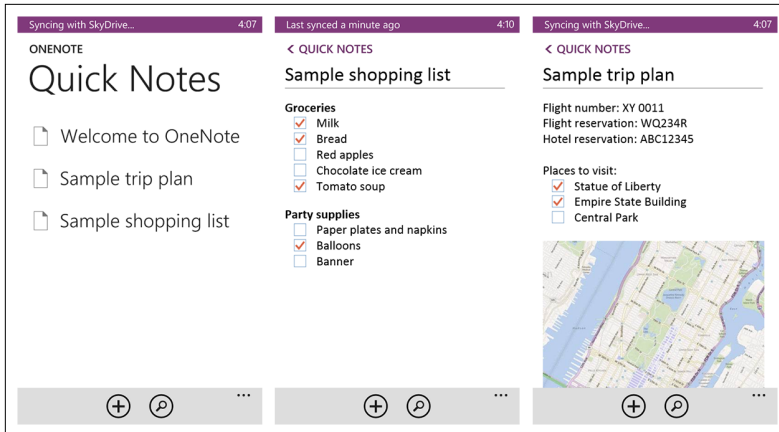 Syncing with SkyDrive... 4:07
ONENOTE
Quick Notes
Welcome to OneNote
Sample trip plan
Sample shopping list
Last synced a minute ago 4:10
< QUICK NOTES
Sample shopping list
Groceries
Milk
Bread
Red apples
Chocolate ice cream
Tomato soup
Party supplies
Paper plates and napkins
Balloons
Banner
Syncing with SkyDrive... 4:07
< QUICK NOTES
Sample trip plan
Flight number: XY 0011
Flight reservation: WQ234R
Hotel reservation: ABC12345
Places to visit:
Statue of Liberty
Empire State Building
Central Park